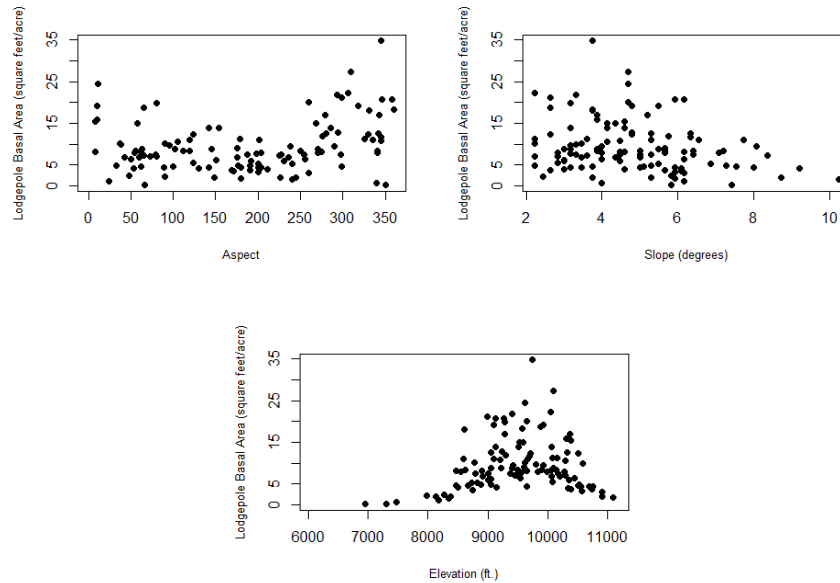 Lodgepole Basal Area (square feet/acre)
35
25
15
5
0
0 50 100 150 200 250 300 350
Aspect
Lodgepole Basal Area (square feet/acre)
35
25
15
5
0
2 4 6 8 10
Slope (degrees)
Lodgepole Basal Area (square feet/acre)
35
25
15
5
0
6000 7000 8000 9000 10000 11000
Elevation (ft.)